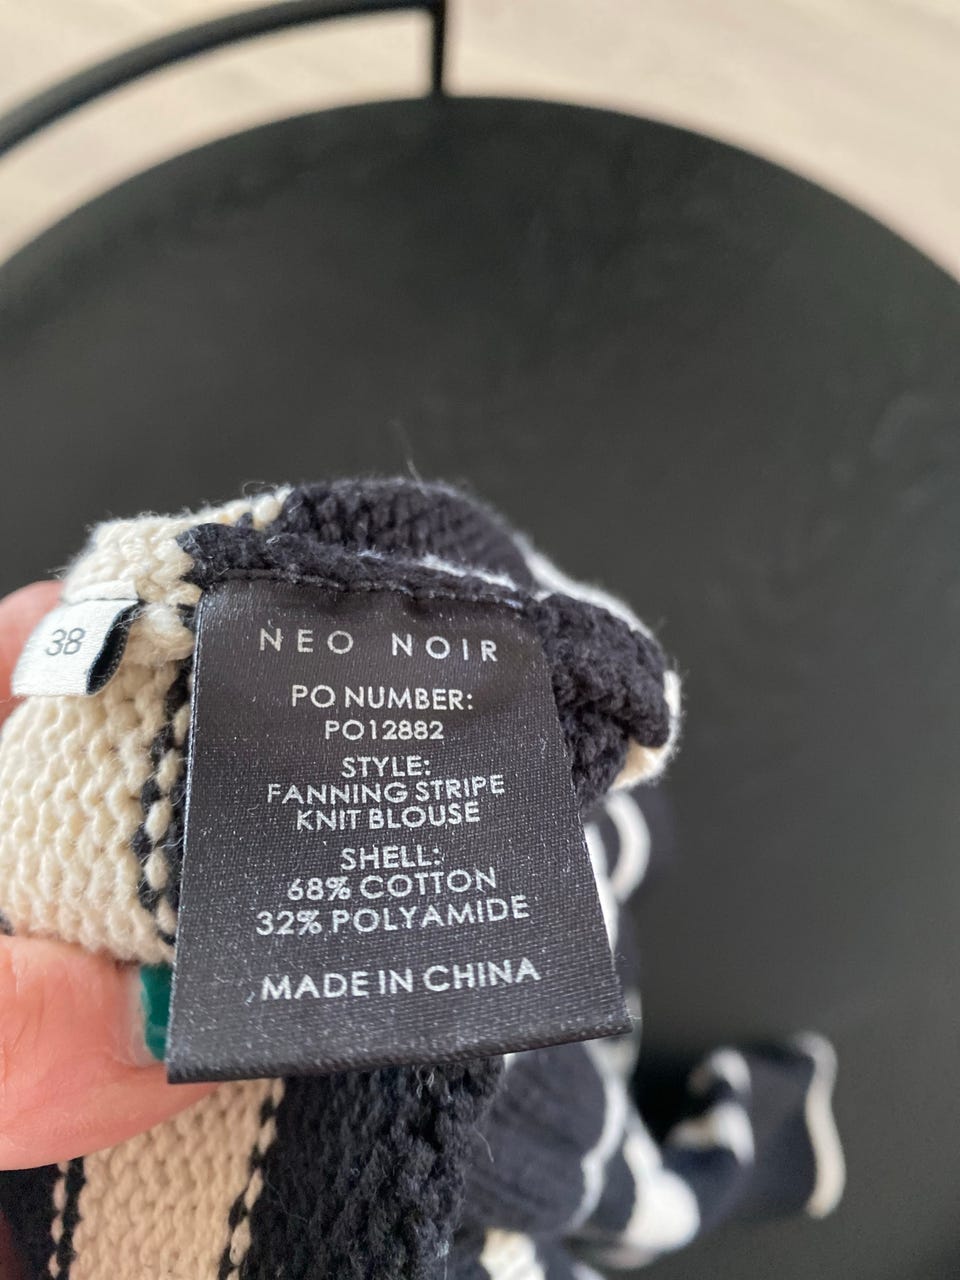 38
NEO NOIR
PO NUMBER:
PO12882
STYLE:
FANNING STRIPE
KNIT BLOUSE
SHELL:
68% COTTON
32% POLYAMIDE
MADE IN CHINA